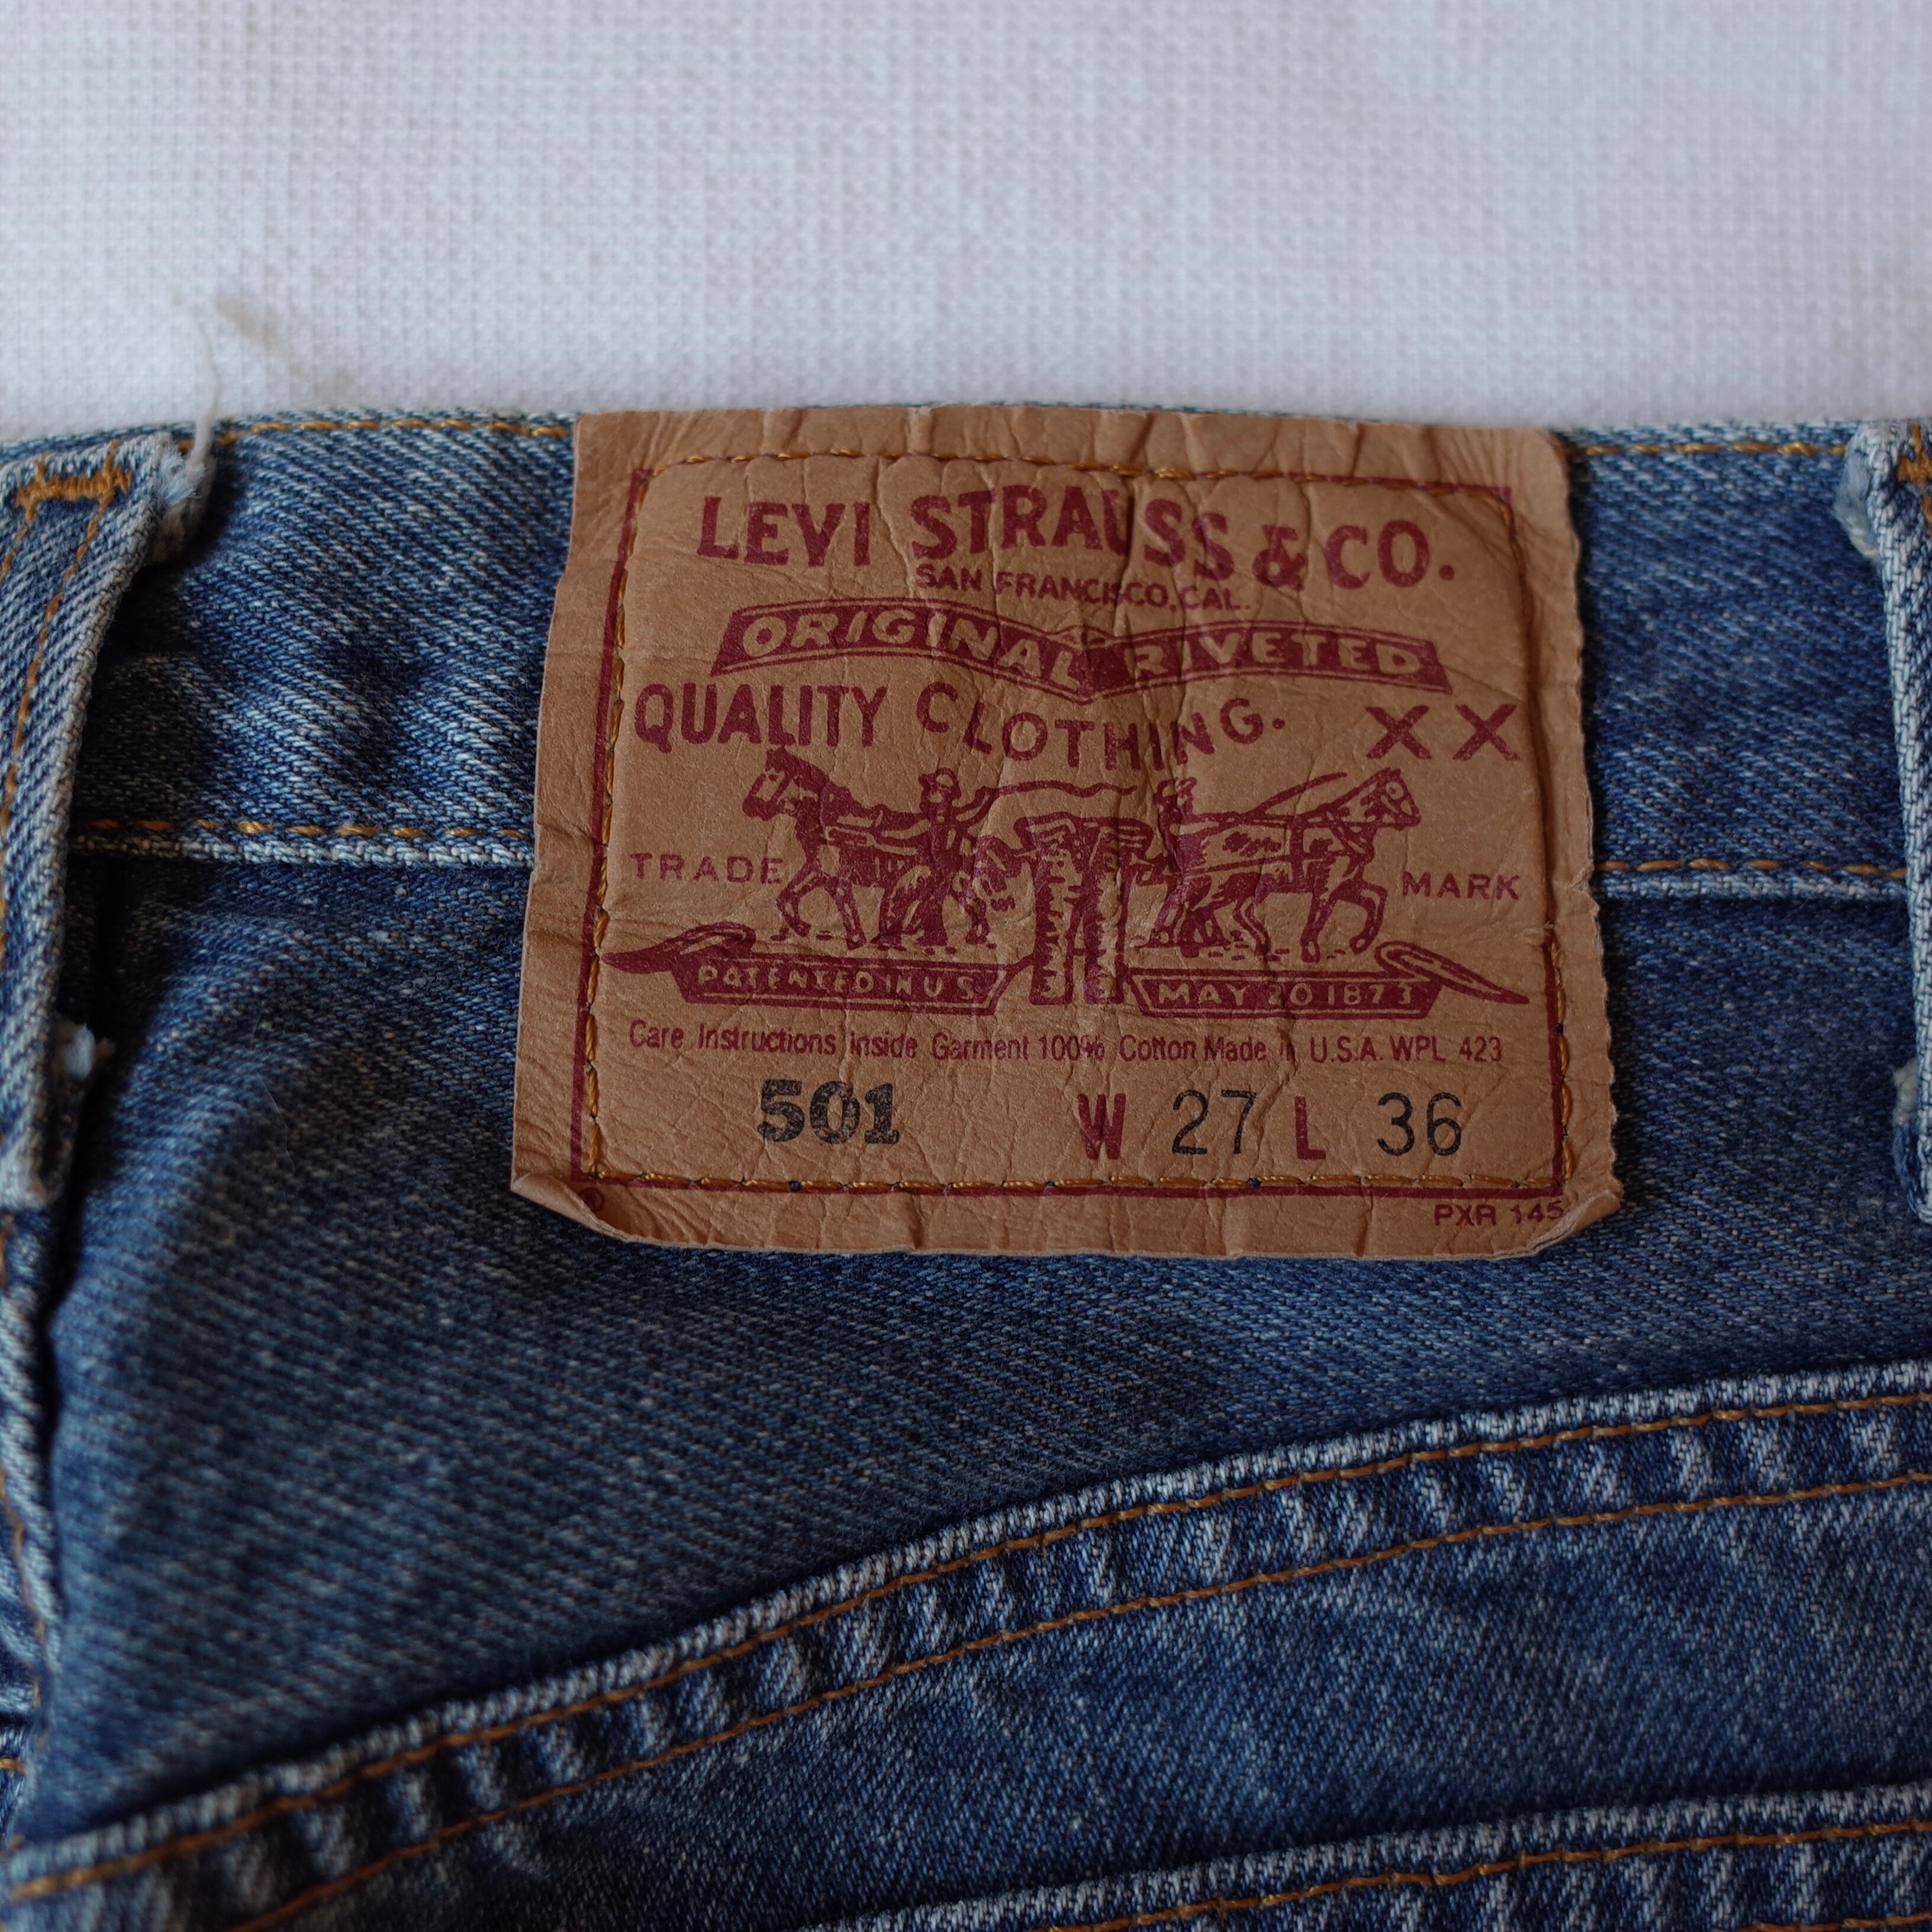 LEVI STRAUSS & CO.
SAN FRANCISCO, CAL.
ORIGINAL RIVETED
QUALITY CLOTHING. XX
TRADE MARK
PATENTED IN U S MAY 20 1873
Care Instructions inside Garment 100% Cotton Made in U.S.A. WPL 423
501 W 27 L 36
® PXR 145